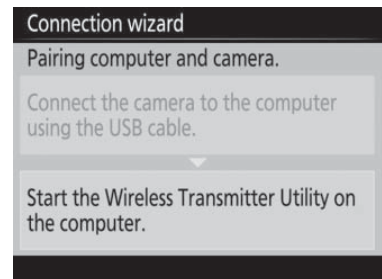 Connection wizard
Pairing computer and camera.
Connect the camera to the computer
using the USB cable.
Start the Wireless Transmitter Utility on
the computer.